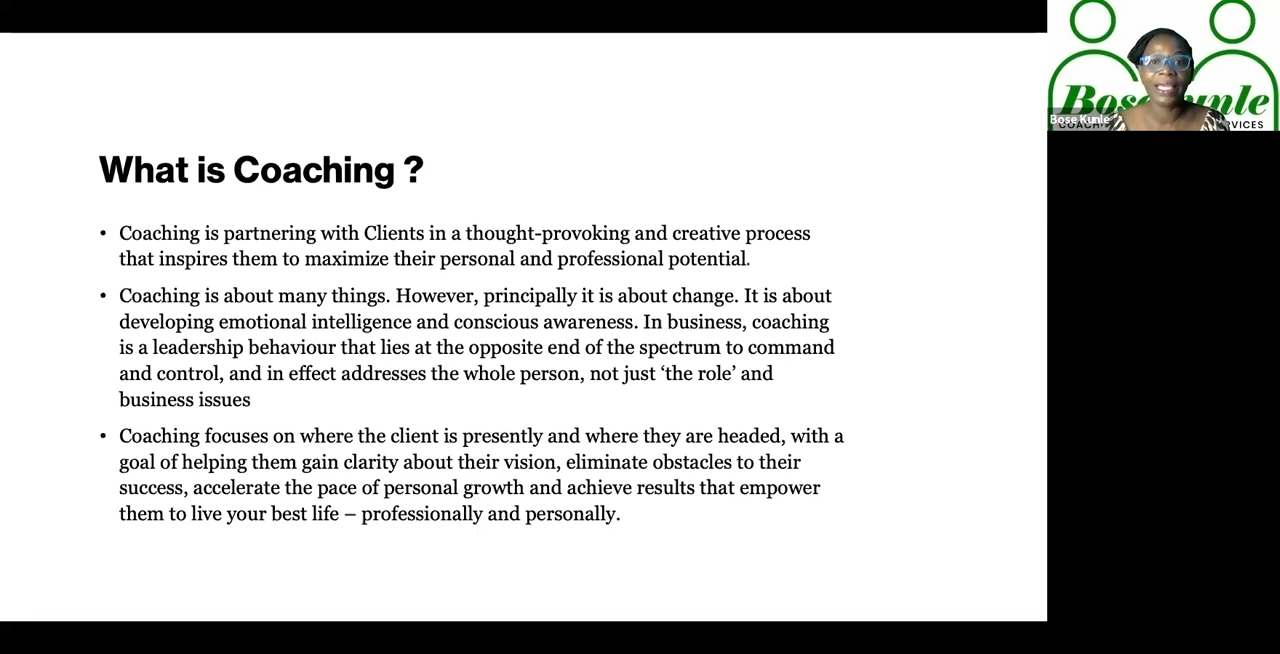 What is Coaching ?
• Coaching is partnering with Clients in a thought-provoking and creative process
that inspires them to maximize their personal and professional potential.
• Coaching is about many things. However, principally it is about change. It is about
developing emotional intelligence and conscious awareness. In business, coaching
is a leadership behaviour that lies at the opposite end of the spectrum to command
and control, and in effect addresses the whole person, not just ‘the role’ and
business issues
• Coaching focuses on where the client is presently and where they are headed, with a
goal of helping them gain clarity about their vision, eliminate obstacles to their
success, accelerate the pace of personal growth and achieve results that empower
them to live your best life – professionally and personally.
Bose Kunle